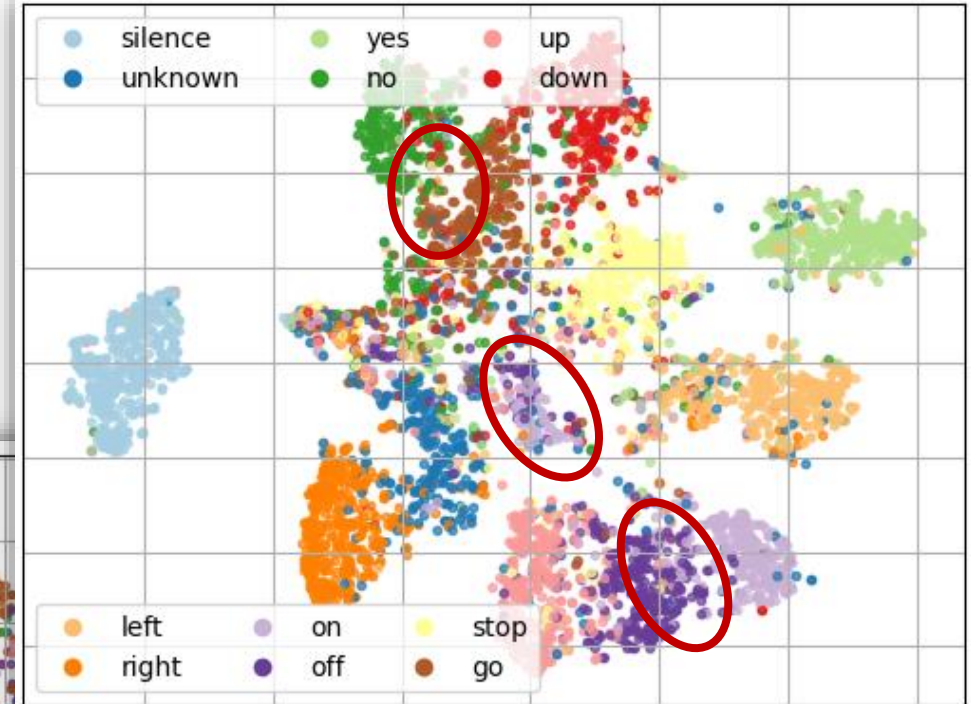 silence yes up
unknown no down
left on stop
right off go